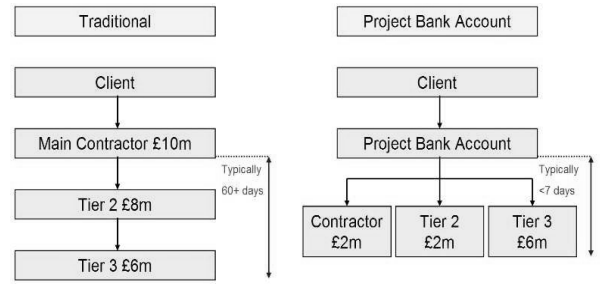 Traditional
Client
Main Contractor £10m
Typically
60+ days
Tier 2 £8m
Tier 3 £6m
Project Bank Account
Client
Project Bank Account
Typically
<7 days
Contractor
£2m
Tier 2
£2m
Tier 3
£6m